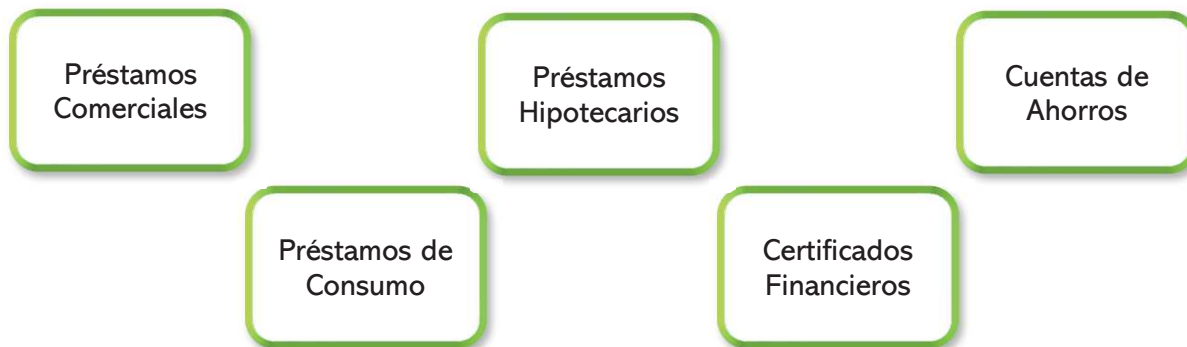 Préstamos
Comerciales
Préstamos
Hipotecarios
Cuentas de
Ahorros
Préstamos de
Consumo
Certificados
Financieros